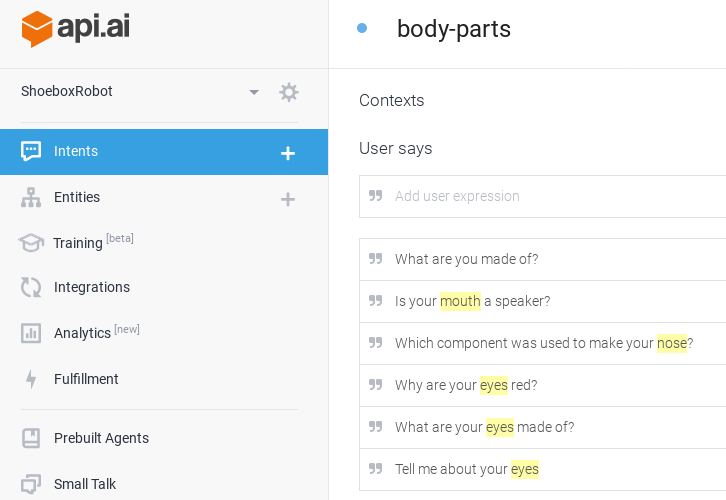 api.ai
ShoeboxRobot
Intents
Entities
Training [beta]
Integrations
Analytics [new]
Fulfillment
Prebuilt Agents
Small Talk
body-parts
Contexts
User says
Add user expression
What are you made of?
Is your mouth a speaker?
Which component was used to make your nose?
Why are your eyes red?
What are your eyes made of?
Tell me about your eyes